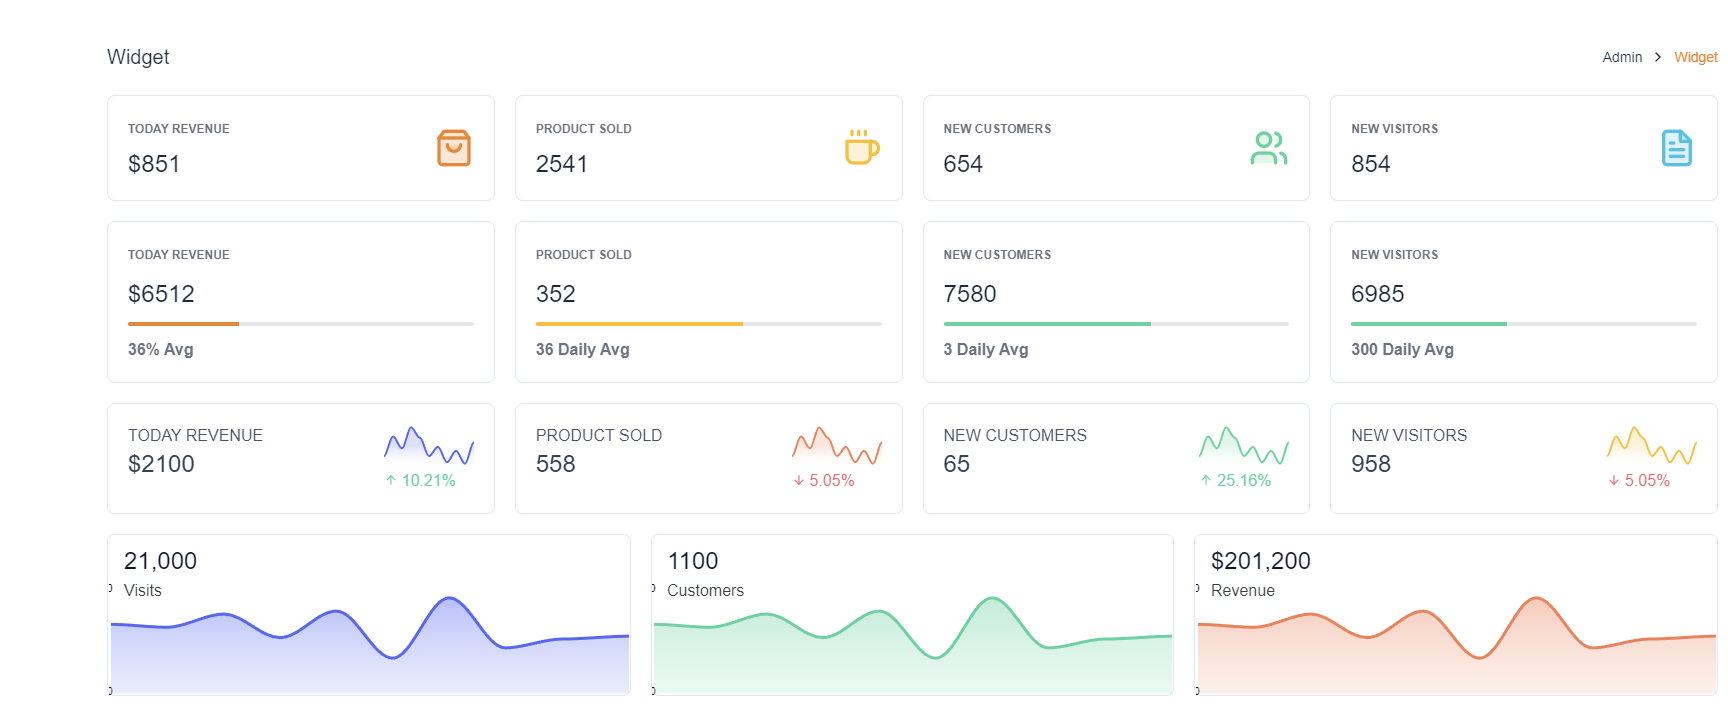 Widget
Admin > Widget
TODAY REVENUE
$851
PRODUCT SOLD
2541
NEW CUSTOMERS
654
NEW VISITORS
854
TODAY REVENUE
$6512
36% Avg
PRODUCT SOLD
352
36 Daily Avg
NEW CUSTOMERS
7580
3 Daily Avg
NEW VISITORS
6985
300 Daily Avg
TODAY REVENUE
$2100
↑ 10.21%
PRODUCT SOLD
558
↓ 5.05%
NEW CUSTOMERS
65
↑ 25.16%
NEW VISITORS
958
↓ 5.05%
21,000
Visits
1100
Customers
$201,200
Revenue